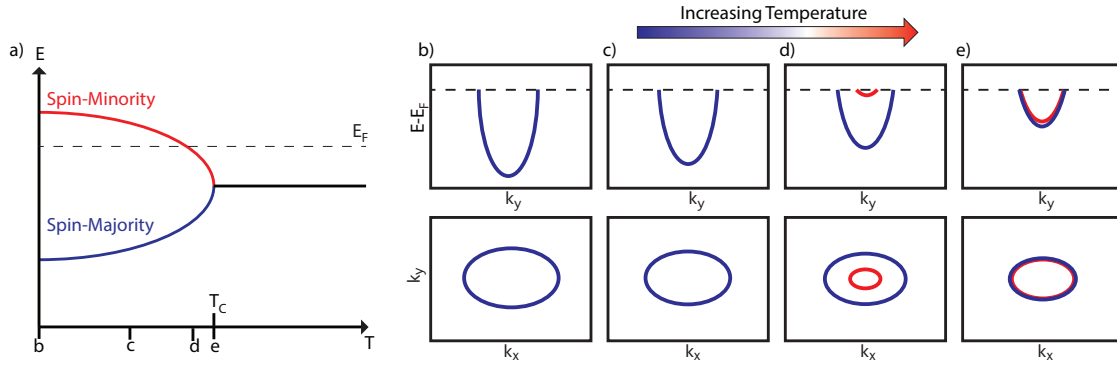 Increasing Temperature
a)
E
Spin-Minority
E_F
Spin-Majority
T_C
b
c
d
e
T
b)
c)
d)
e)
E-E_F
k_y
k_y
k_y
k_y
k_y
k_x
k_x
k_x
k_x